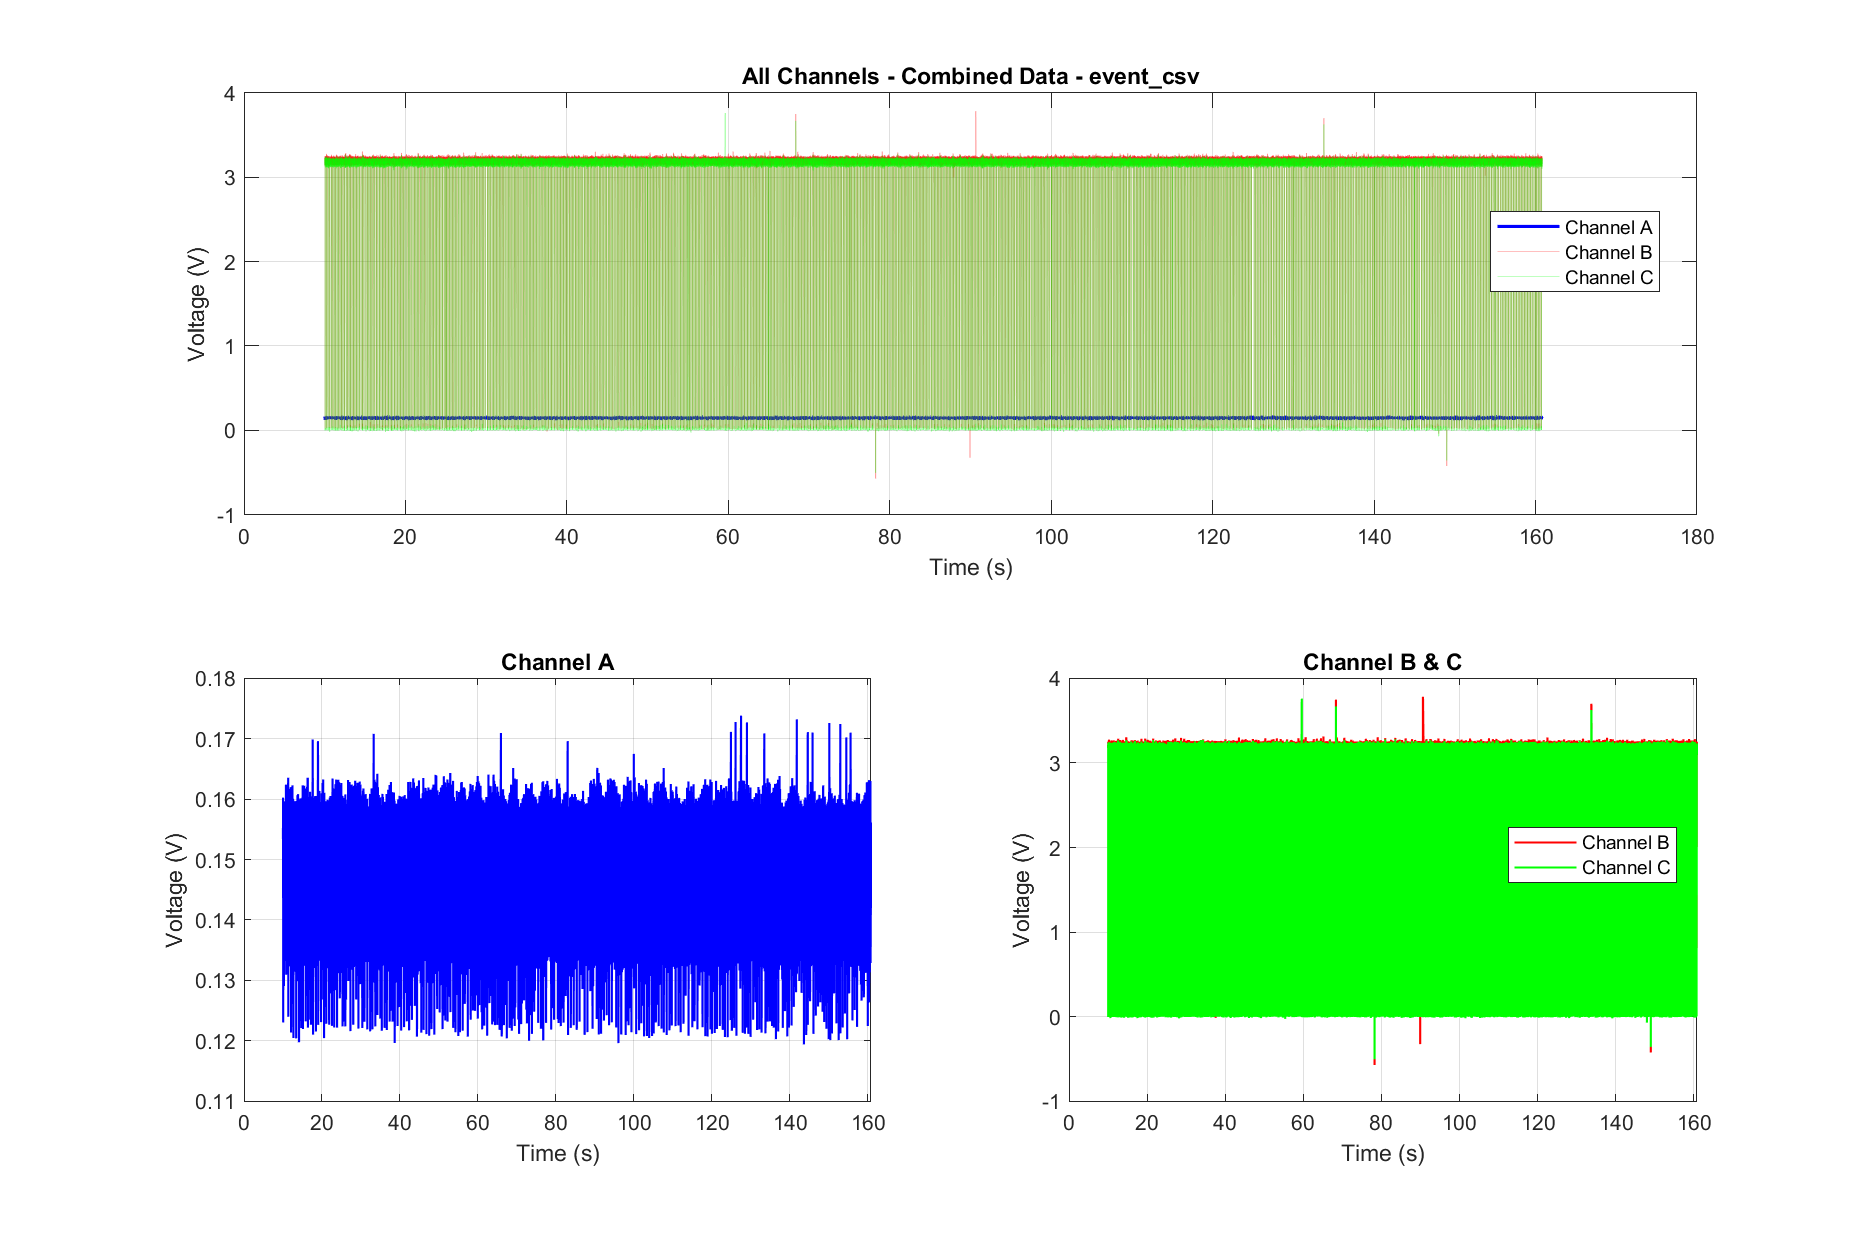 All Channels - Combined Data - event_csv
4
3
2
1
0
-1
Voltage (V)
Channel A
Channel B
Channel C
0 20 40 60 80 100 120 140 160 180
Time (s)
Channel A
0.18
0.17
0.16
0.15
0.14
0.13
0.12
0.11
Voltage (V)
0 20 40 60 80 100 120 140 160
Time (s)
Channel B & C
4
3
2
1
0
-1
Voltage (V)
Channel B
Channel C
0 20 40 60 80 100 120 140 160
Time (s)